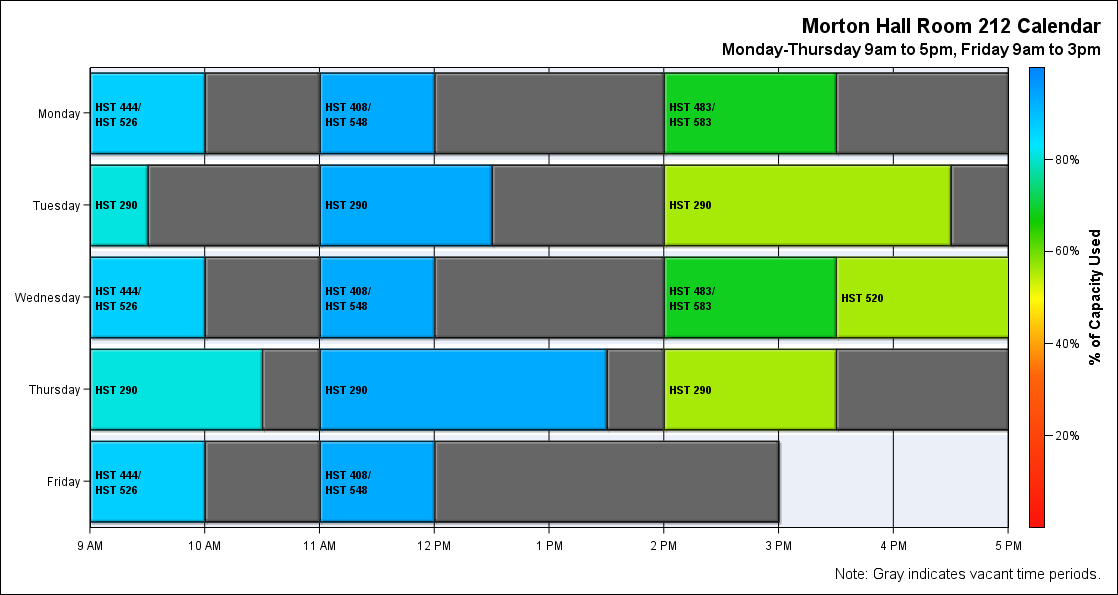 Morton Hall Room 212 Calendar
Monday-Thursday 9am to 5pm, Friday 9am to 3pm
Monday
HST 444/
HST 526
HST 408/
HST 548
HST 483/
HST 583
Tuesday
HST 290
HST 290
HST 290
Wednesday
HST 444/
HST 526
HST 408/
HST 548
HST 483/
HST 583
HST 520
Thursday
HST 290
HST 290
HST 290
Friday
HST 444/
HST 526
HST 408/
HST 548
9 AM
10 AM
11 AM
12 PM
1 PM
2 PM
3 PM
4 PM
5 PM
80%
60%
40%
20%
% of Capacity Used
Note: Gray indicates vacant time periods.